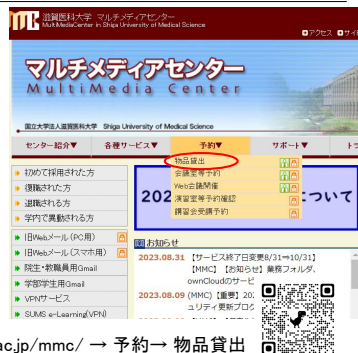 滋賀医科大学 マルチメディアセンター
MultiMediaCenter in Shiga University of Medical Science
アクセス
サイ
マルチメディアセンター
MultiMedia Center
国立大学法人滋賀医科大学 Shiga University of Medical Science
センター紹介▼ 各種サービス▼ 予約▼ サポート▼ トラ
物品貸出
会議室等予約
Web会議開催
演習室等予約確認
講習会受講予約
初めて採用された方
復職された方
退職される方
学内で異動される方
旧Webメール(PC用)
旧Webメール(スマホ用)
院生・教職員用Gmail
学部学生用Gmail
VPNサービス
SUMS e-Learning(VPN)
202
について
お知らせ
2023.08.31 【サービス終了日変更8/31⇒10/31】
【MMC】【お知らせ】業務フォルダ、
ownCloudのサービ
2023.08.09 (MMC)【重要】202
ュリティ更新プログ
ac.jp/mmc/ → 予約→ 物品貸出